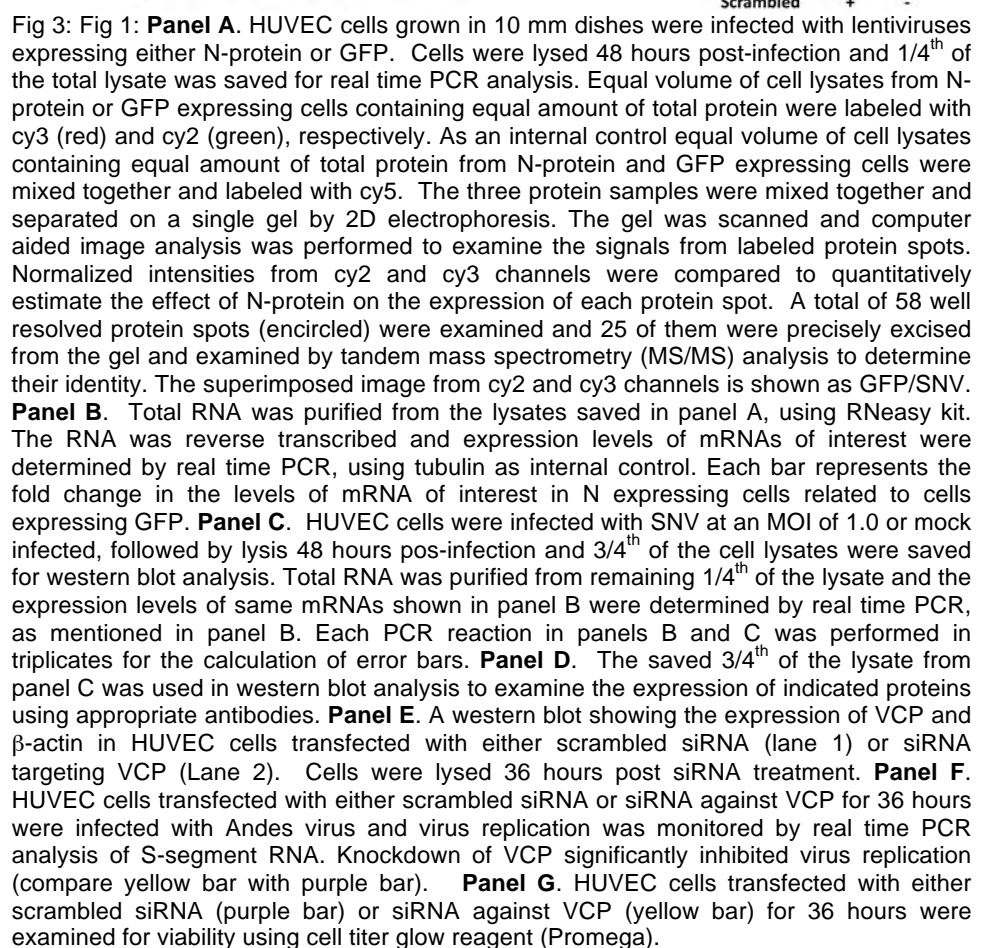 Scrambled + -
Fig 3: Fig 1: Panel A. HUVEC cells grown in 10 mm dishes were infected with lentiviruses
expressing either N-protein or GFP. Cells were lysed 48 hours post-infection and 1/4th of
the total lysate was saved for real time PCR analysis. Equal volume of cell lysates from N-
protein or GFP expressing cells containing equal amount of total protein were labeled with
cy3 (red) and cy2 (green), respectively. As an internal control equal volume of cell lysates
containing equal amount of total protein from N-protein and GFP expressing cells were
mixed together and labeled with cy5. The three protein samples were mixed together and
separated on a single gel by 2D electrophoresis. The gel was scanned and computer
aided image analysis was performed to examine the signals from labeled protein spots.
Normalized intensities from cy2 and cy3 channels were compared to quantitatively
estimate the effect of N-protein on the expression of each protein spot. A total of 58 well
resolved protein spots (encircled) were examined and 25 of them were precisely excised
from the gel and examined by tandem mass spectrometry (MS/MS) analysis to determine
their identity. The superimposed image from cy2 and cy3 channels is shown as GFP/SNV.
Panel B. Total RNA was purified from the lysates saved in panel A, using RNeasy kit.
The RNA was reverse transcribed and expression levels of mRNAs of interest were
determined by real time PCR, using tubulin as internal control. Each bar represents the
fold change in the levels of mRNA of interest in N expressing cells related to cells
expressing GFP. Panel C. HUVEC cells were infected with SNV at an MOI of 1.0 or mock
infected, followed by lysis 48 hours pos-infection and 3/4th of the cell lysates were saved
for western blot analysis. Total RNA was purified from remaining 1/4th of the lysate and the
expression levels of same mRNAs shown in panel B were determined by real time PCR,
as mentioned in panel B. Each PCR reaction in panels B and C was performed in
triplicates for the calculation of error bars. Panel D. The saved 3/4th of the lysate from
panel C was used in western blot analysis to examine the expression of indicated proteins
using appropriate antibodies. Panel E. A western blot showing the expression of VCP and
β-actin in HUVEC cells transfected with either scrambled siRNA (lane 1) or siRNA
targeting VCP (Lane 2). Cells were lysed 36 hours post siRNA treatment. Panel F.
HUVEC cells transfected with either scrambled siRNA or siRNA against VCP for 36 hours
were infected with Andes virus and virus replication was monitored by real time PCR
analysis of S-segment RNA. Knockdown of VCP significantly inhibited virus replication
(compare yellow bar with purple bar). Panel G. HUVEC cells transfected with either
scrambled siRNA (purple bar) or siRNA against VCP (yellow bar) for 36 hours were
examined for viability using cell titer glow reagent (Promega).